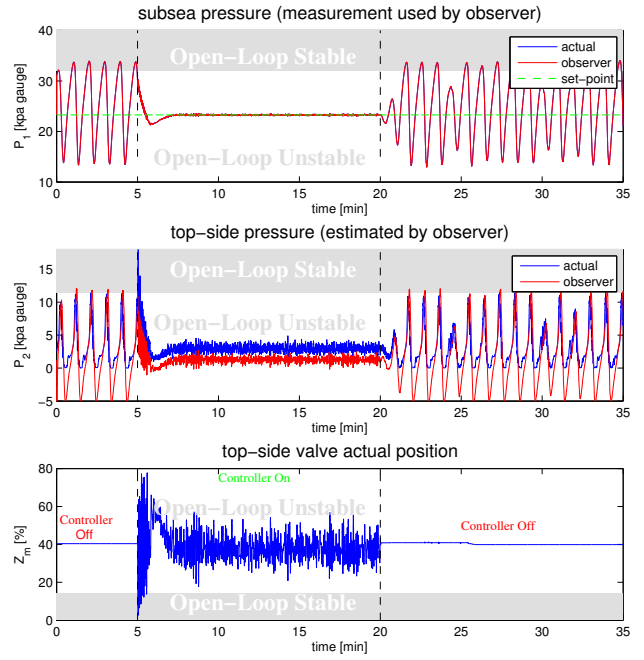 subsea pressure (measurement used by observer)
40
30
20
10
P1 [kpa gauge]
Open-Loop Stable
Open-Loop Unstable
actual
observer
set-point
0 5 10 15 20 25 30 35
time [min]
top-side pressure (estimated by observer)
15
10
5
0
-5
P2 [kpa gauge]
Open-Loop Stable
Open-Loop Unstable
actual
observer
0 5 10 15 20 25 30 35
time [min]
top-side valve actual position
80
60
40
20
0
Zm [%]
Controller On
Open-Loop Unstable
Controller
Off
Controller Off
Open-Loop Stable
0 5 10 15 20 25 30 35
time [min]